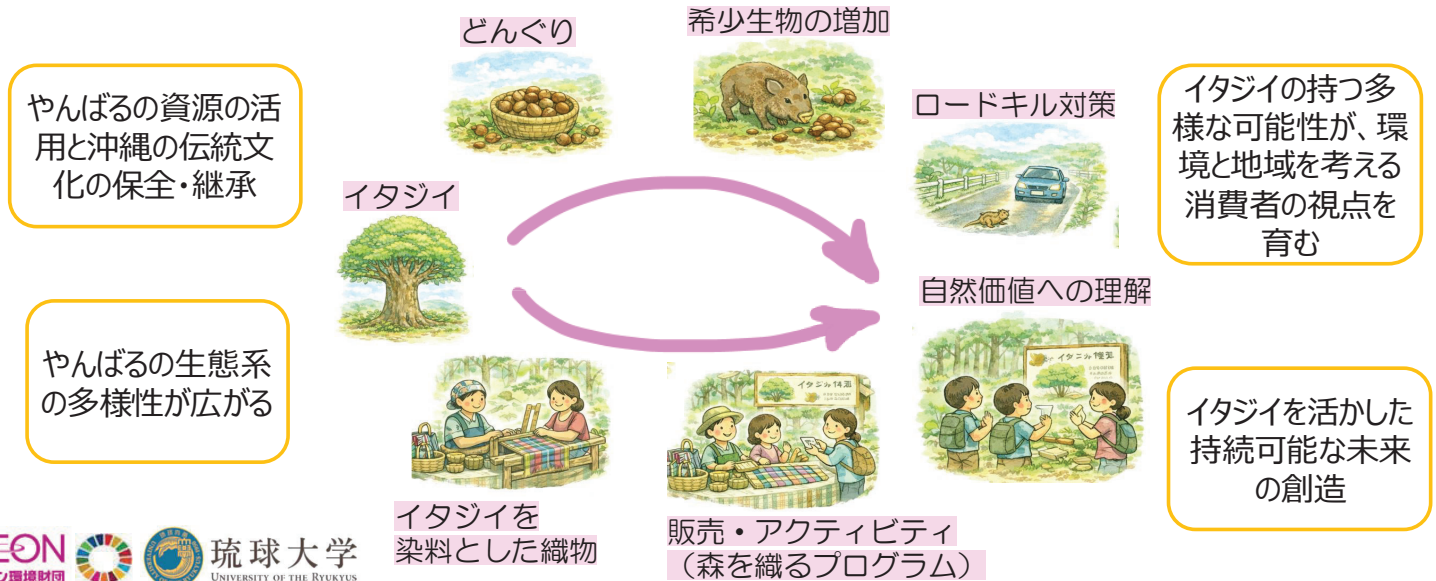 どんぐり
希少生物の増加
やんばるの資源の活
用と沖縄の伝統文
化の保全・継承
ロードキル対策
イタジイの持つ多
様な可能性が、環
境と地域を考える
消費者の視点を
育む
イタジイ
自然価値への理解
やんばるの生態系
の多様性が広がる
イタジイを活かした
持続可能な未来
の創造
イタジイを
染料とした織物
販売・アクティビティ
（森を織るプログラム）
琉球大学
UNIVERSITY OF THE RYUKYUS